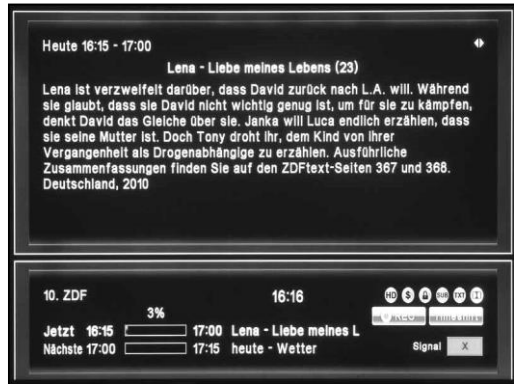 Heute 16:15 - 17:00
Lena - Liebe meines Lebens (23)
Lena ist verzweifelt darüber, dass David zurück nach L.A. will. Während
sie glaubt, dass sie David nicht wichtig genug ist, um für sie zu kämpfen,
denkt David das Gleiche über sie. Janka will Luca endlich erzählen, dass
sie seine Mutter ist. Doch Tony droht ihr, dem Kind von ihrer
Vergangenheit als Drogenabhängige zu erzählen. Ausführliche
Zusammenfassungen finden Sie auf den ZDFtext-Seiten 367 und 368.
Deutschland, 2010
10. ZDF 16:16 HD $ SUB TXT
3%
Jetzt 16:15 17:00 Lena - Liebe meines L
Nächste 17:00 17:15 heute - Wetter Signal X